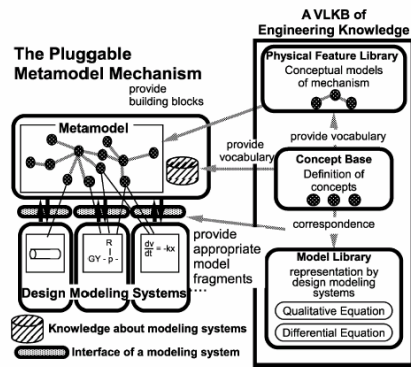 A VLKB of
Engineering Knowledge
The Pluggable
Metamodel Mechanism
Physical Feature Library
Conceptual models
of mechanism
provide
building blocks
Metamodel
provide
vocabulary
provide vocabulary
Concept Base
Definition of
concepts
correspondence
R
I
GY - p -
dv
dt = -kx
provide
appropriate
model
fragments
Design Modeling Systems
.....
Model Library
representation by
design modeling
systems
Qualitative Equation
Differential Equation
Knowledge about modeling systems
Interface of a modeling system